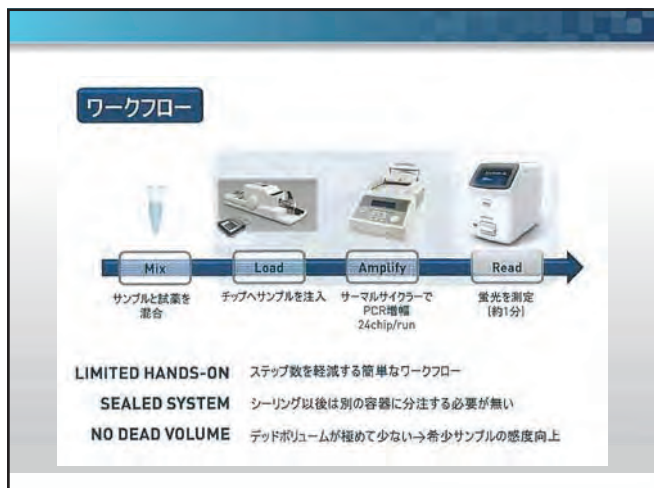 ワークフロー
Mix
Load
Amplify
Read
サンプルと試薬を
混合
チップへサンプルを注入
サーマルサイクラーで
PCR増幅
24chip/run
蛍光を測定
(約1分)
LIMITED HANDS-ON ステップ数を軽減する簡単なワークフロー
SEALED SYSTEM シーリング以後は別の容器に分注する必要が無い
NO DEAD VOLUME デッドボリュームが極めて少ない→希少サンプルの感度向上